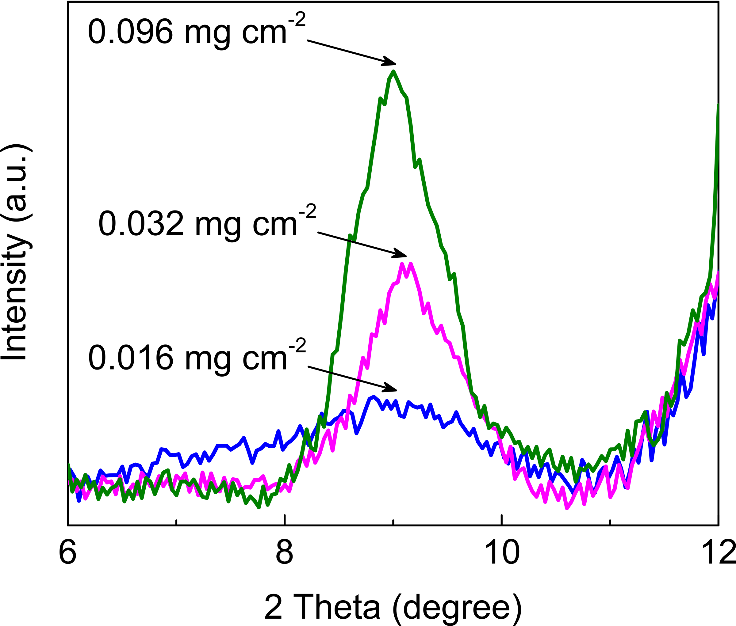 0.096 mg cm⁻²
0.032 mg cm⁻²
0.016 mg cm⁻²
Intensity (a.u.)
6 8 10 12
2 Theta (degree)